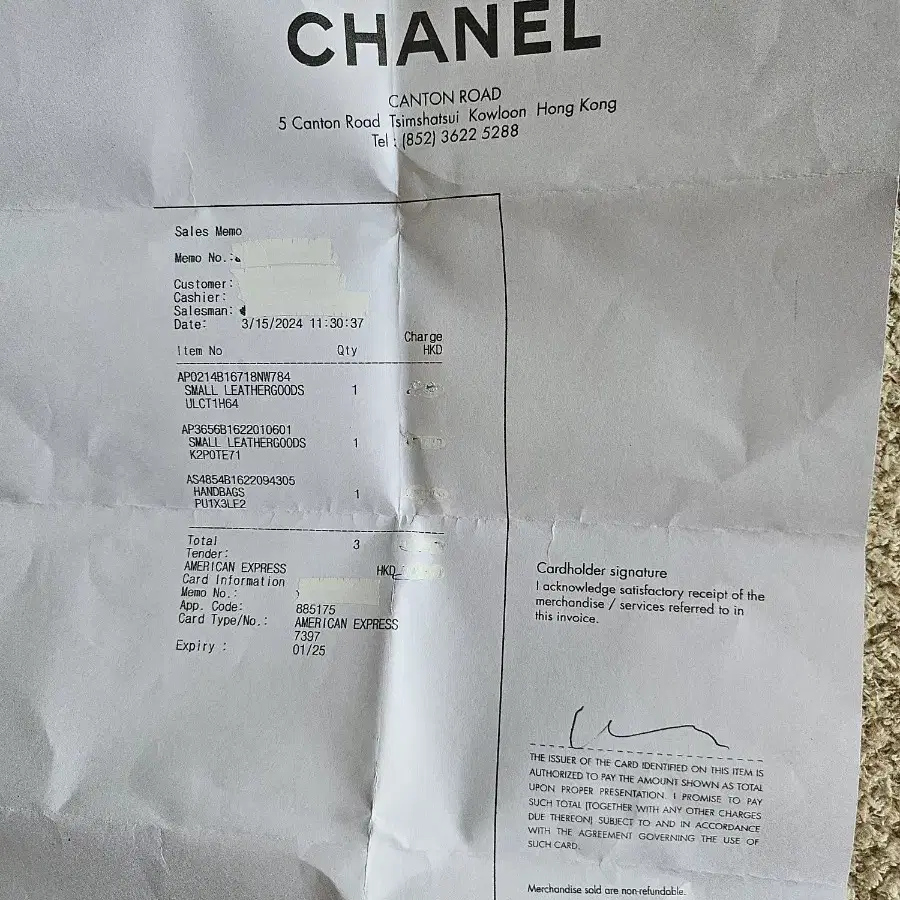 CHANEL
CANTON ROAD
5 Canton Road Tsimshatsui Kowloon Hong Kong
Tel : (852) 3622 5288
Sales Memo
Memo No.:
Customer:
Cashier:
Salesman:
Date: 3/15/2024 11:30:37
Charge
Item No Qty HKD
AP0214B16718NW784
SMALL LEATHERGOODS 1
ULCT1H64
AP3656B1622010601
SMALL LEATHERGOODS 1
K2P0TE71
AS4854B1622094305
HANDBAGS 1
PU1X3LE2
Total 3
Tender:
AMERICAN EXPRESS HKD
Card Information
Memo No.:
App. Code: 885175
Card Type/No.: AMERICAN EXPRESS
7397
Expiry : 01/25
Cardholder signature
I acknowledge satisfactory receipt of the
merchandise / services referred to in
this invoice.
THE ISSUER OF THE CARD IDENTIFIED ON THIS ITEM IS
AUTHORIZED TO PAY THE AMOUNT SHOWN AS TOTAL
UPON PROPER PRESENTATION. I PROMISE TO PAY
SUCH TOTAL (TOGETHER WITH ANY OTHER CHARGES
DUE THEREON) SUBJECT TO AND IN ACCORDANCE
WITH THE AGREEMENT GOVERNING THE USE OF
SUCH CARD.
Merchandise sold are non-refundable.